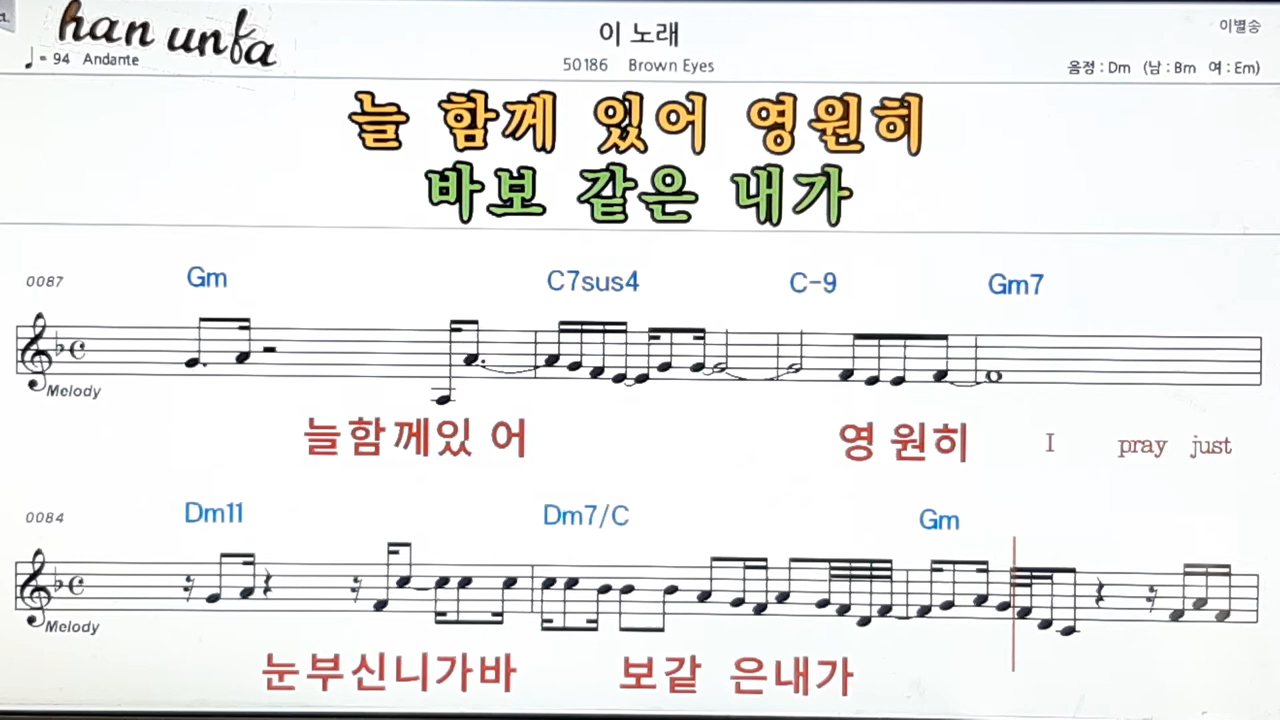 han unfa
이 노래
이별송
♩= 94 Andante
50186 Brown Eyes
음정 : Dm (남 : Bm 여 : Em)
늘 함께 있어 영원히
바보 같은 내가
0087 Gm C7sus4 C-9 Gm7
Melody
늘함께있 어 영 원히 I pray just
0084 Dm11 Dm7/C Gm
Melody
눈부신니가바 보같 은내가